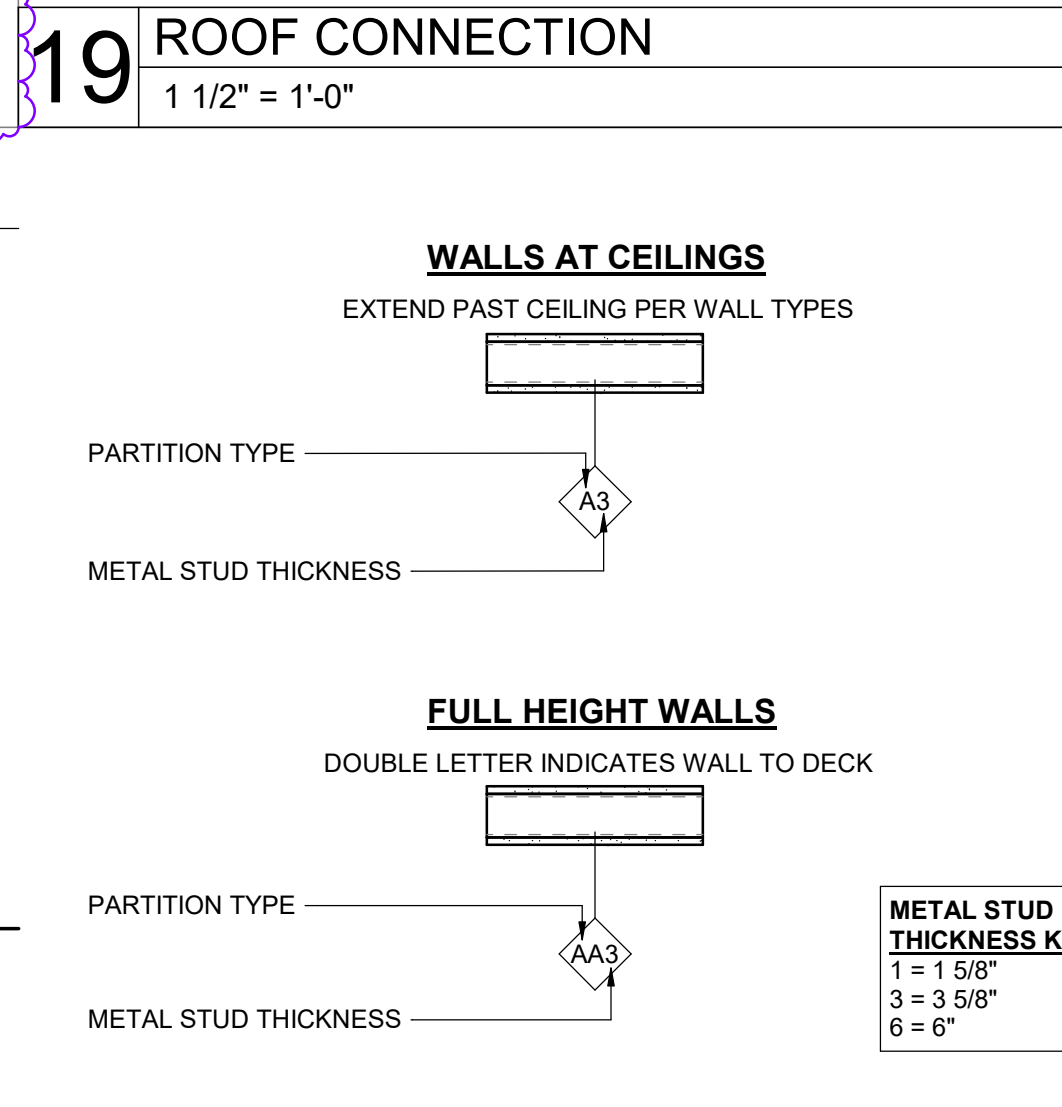 19
ROOF CONNECTION
1 1/2" = 1'-0"
WALLS AT CEILINGS
EXTEND PAST CEILING PER WALL TYPES
PARTITION TYPE
A3
METAL STUD THICKNESS
FULL HEIGHT WALLS
DOUBLE LETTER INDICATES WALL TO DECK
PARTITION TYPE
AA3
METAL STUD THICKNESS
METAL STUD
THICKNESS K
1 = 1 5/8"
3 = 3 5/8"
6 = 6"